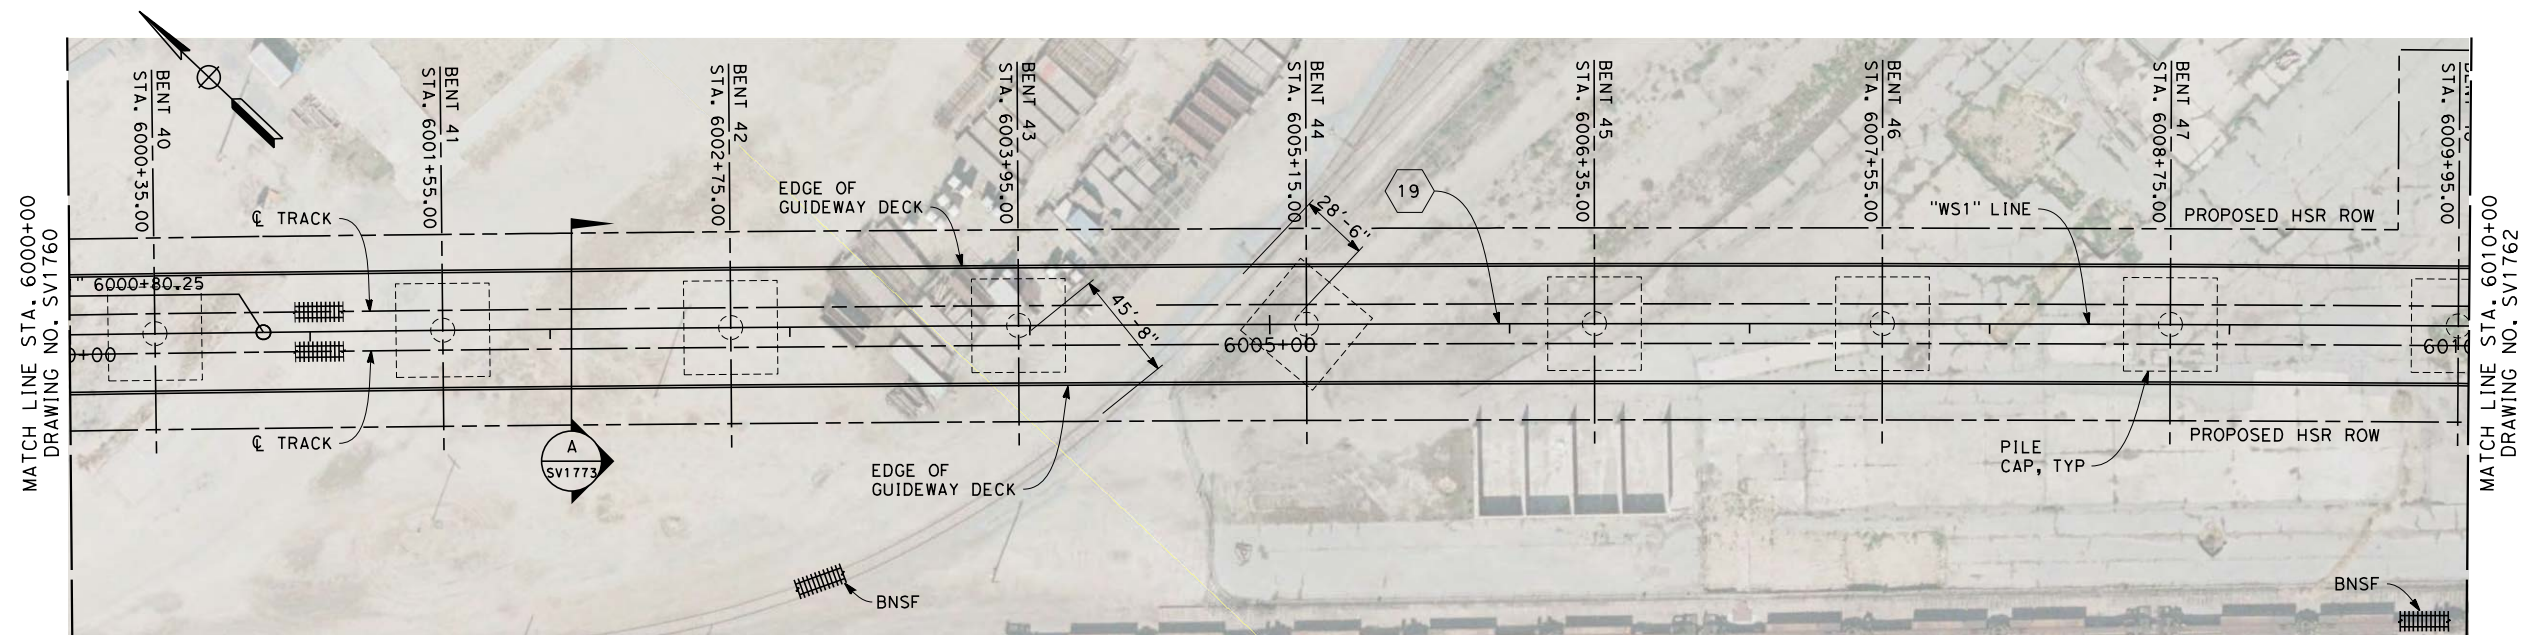 MATCH LINE STA. 6000+00
DRAWING NO. SV1760
BENT 40
STA. 6000+35.00
BENT 41
STA. 6001+55.00
BENT 42
STA. 6002+75.00
BENT 43
STA. 6003+95.00
BENT 44
STA. 6005+15.00
BENT 45
STA. 6006+35.00
BENT 46
STA. 6007+55.00
BENT 47
STA. 6008+75.00
STA. 6009+95.00
℄ TRACK
EDGE OF
GUIDEWAY DECK
28'-6"
19
"WS1" LINE
PROPOSED HSR ROW
" 6000+80.25
45'-8"
0+00
6005+00
601
℄ TRACK
A
SV1773
EDGE OF
GUIDEWAY DECK
PILE
CAP, TYP
PROPOSED HSR ROW
BNSF
BNSF
MATCH LINE STA. 6010+00
DRAWING NO. SV1762